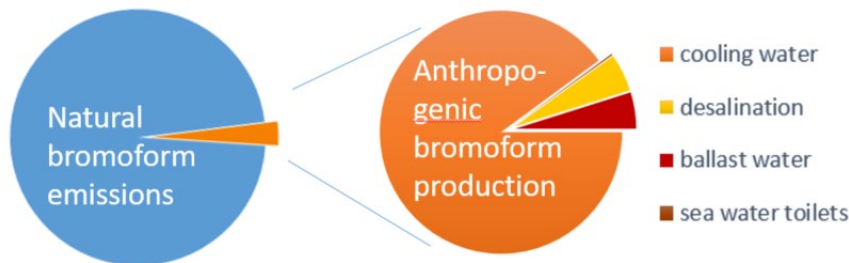 Natural
bromoform
emissions
Anthropo-
genic
bromoform
production
cooling water
desalination
ballast water
sea water toilets